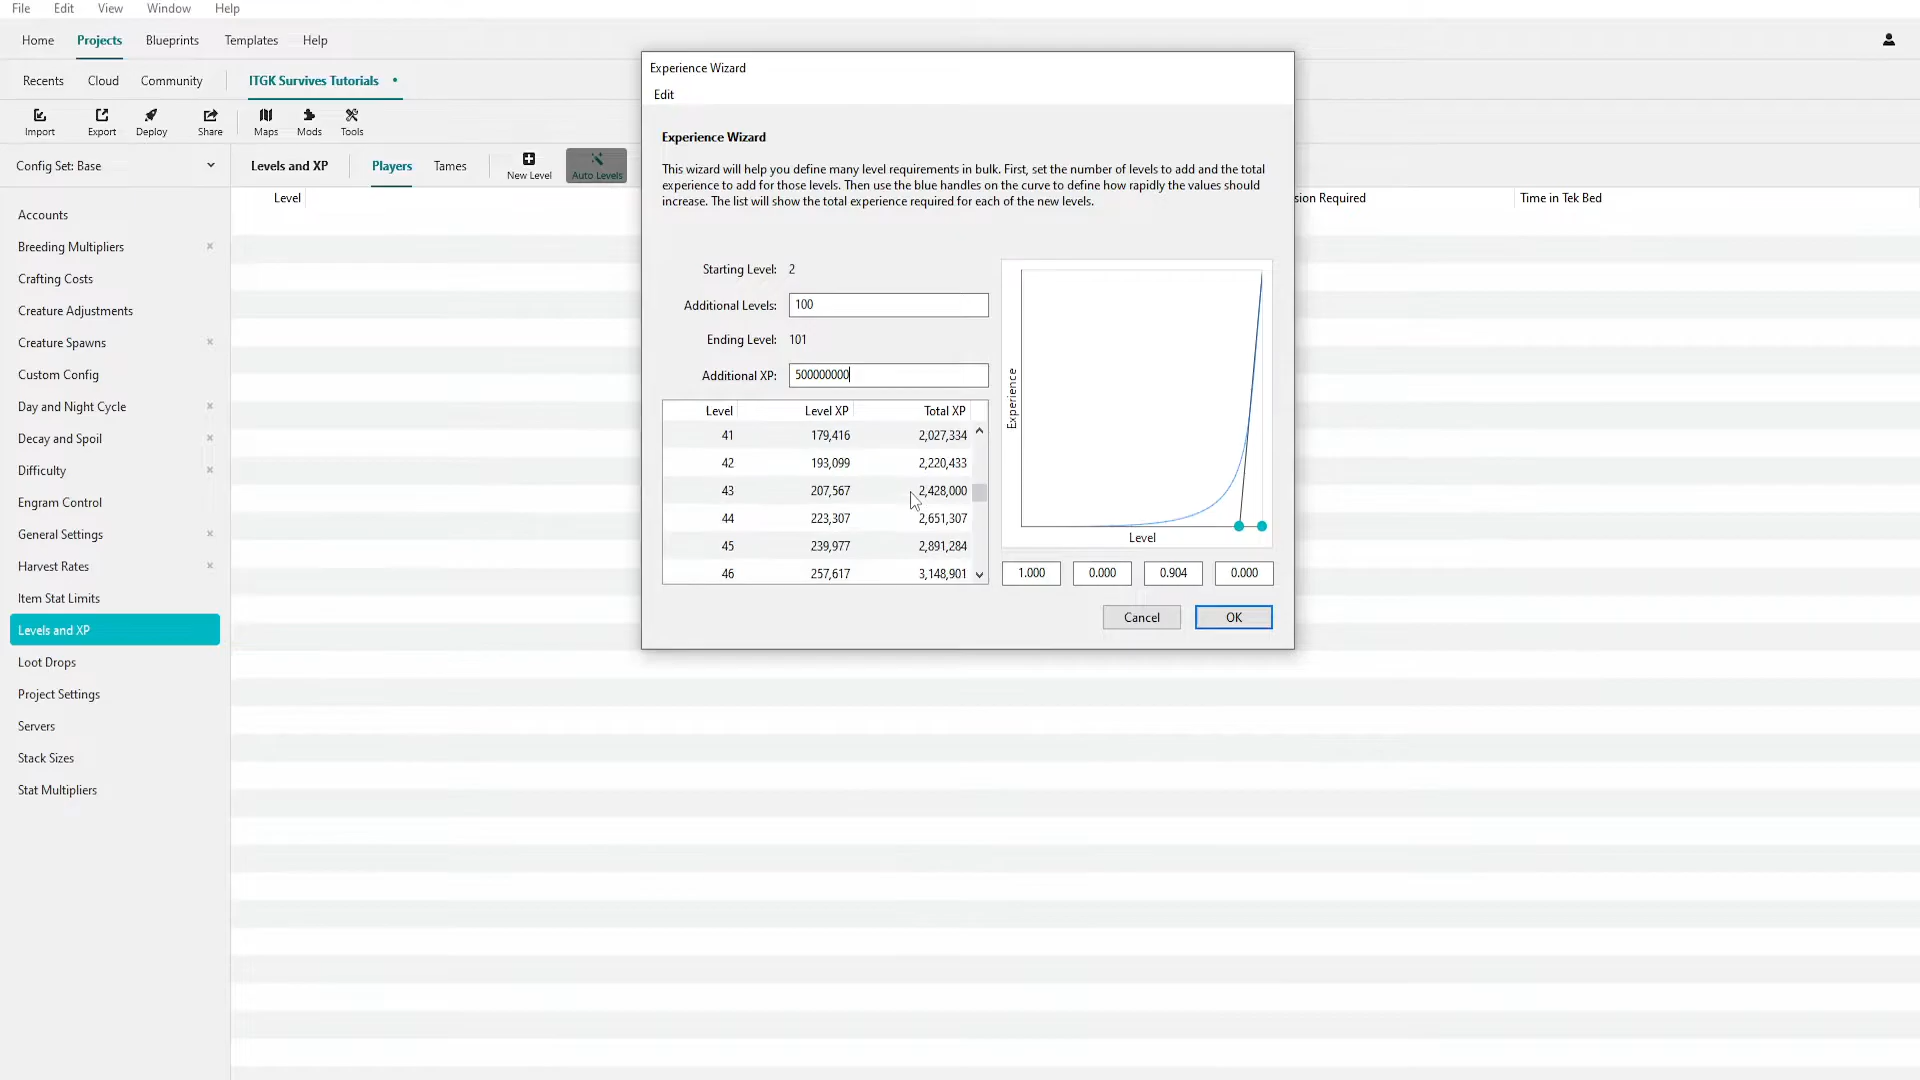 File Edit View Window Help
Home Projects Blueprints Templates Help
Recents Cloud Community ITGK Survives Tutorials •
Import Export Deploy Share Maps Mods Tools
Config Set: Base
Levels and XP Players Tames New Level Auto Levels
Level sion Required Time in Tek Bed
Accounts
Breeding Multipliers
Crafting Costs
Creature Adjustments
Creature Spawns
Custom Config
Day and Night Cycle
Decay and Spoil
Difficulty
Engram Control
General Settings
Harvest Rates
Item Stat Limits
Levels and XP
Loot Drops
Project Settings
Servers
Stack Sizes
Stat Multipliers
Experience Wizard
Edit
Experience Wizard
This wizard will help you define many level requirements in bulk. First, set the number of levels to add and the total
experience to add for those levels. Then use the blue handles on the curve to define how rapidly the values should
increase. The list will show the total experience required for each of the new levels.
Starting Level: 2
Additional Levels: 100
Ending Level: 101
Additional XP: 500000000
Level Level XP Total XP
41 179,416 2,027,334
42 193,099 2,220,433
43 207,567 2,428,000
44 223,307 2,651,307
45 239,977 2,891,284
46 257,617 3,148,901
Experience
Level
1.000 0.000 0.904 0.000
Cancel OK